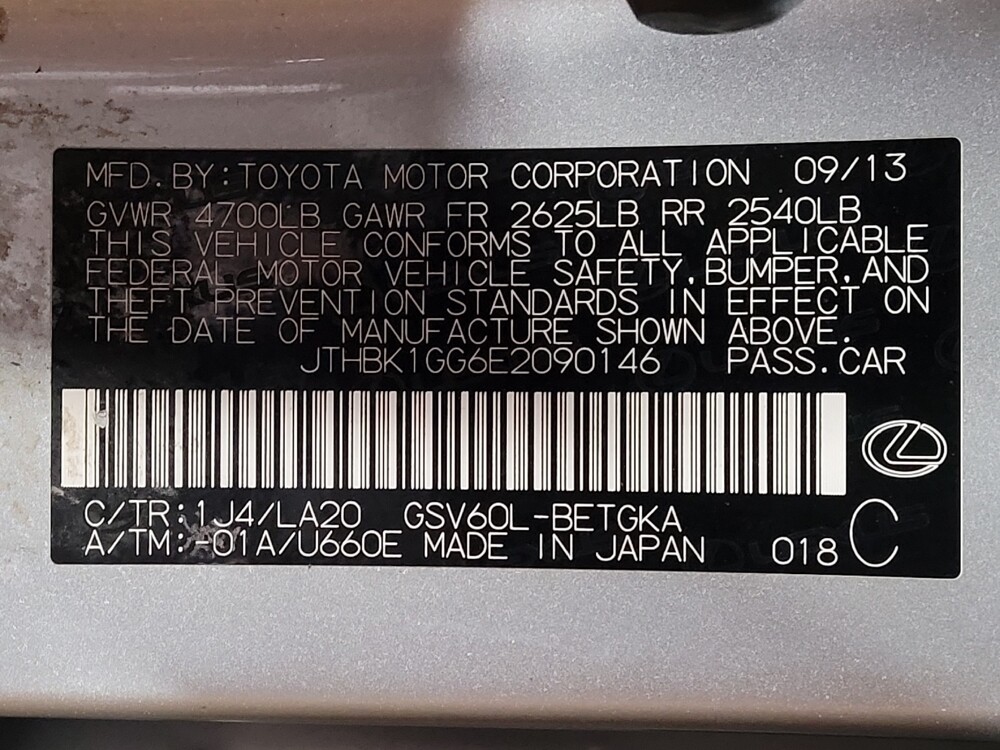 MFD. BY: TOYOTA MOTOR CORPORATION 09/13
GVWR 4700LB GAWR FR 2625LB RR 2540LB
THIS VEHICLE CONFORMS TO ALL APPLICABLE
FEDERAL MOTOR VEHICLE SAFETY, BUMPER, AND
THEFT PREVENTION STANDARDS IN EFFECT ON
THE DATE OF MANUFACTURE SHOWN ABOVE.
JTHBK1GG6E2090146 PASS. CAR
C/TR: 1J4/LA20 GSV60L-BETGKA
A/TM: -01A/U660E MADE IN JAPAN 018 C